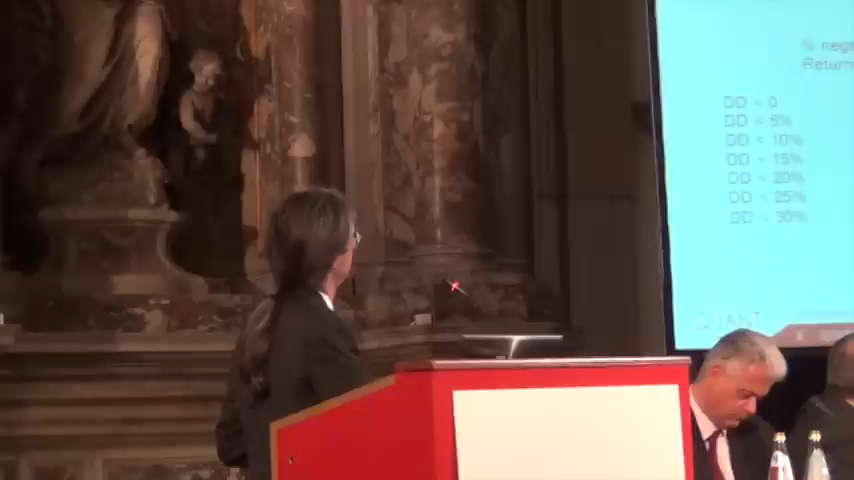 % nega
Return
DD < 0
DD < 5%
DD < 10%
DD < 15%
DD < 20%
DD < 25%
DD < 30%
QUANT